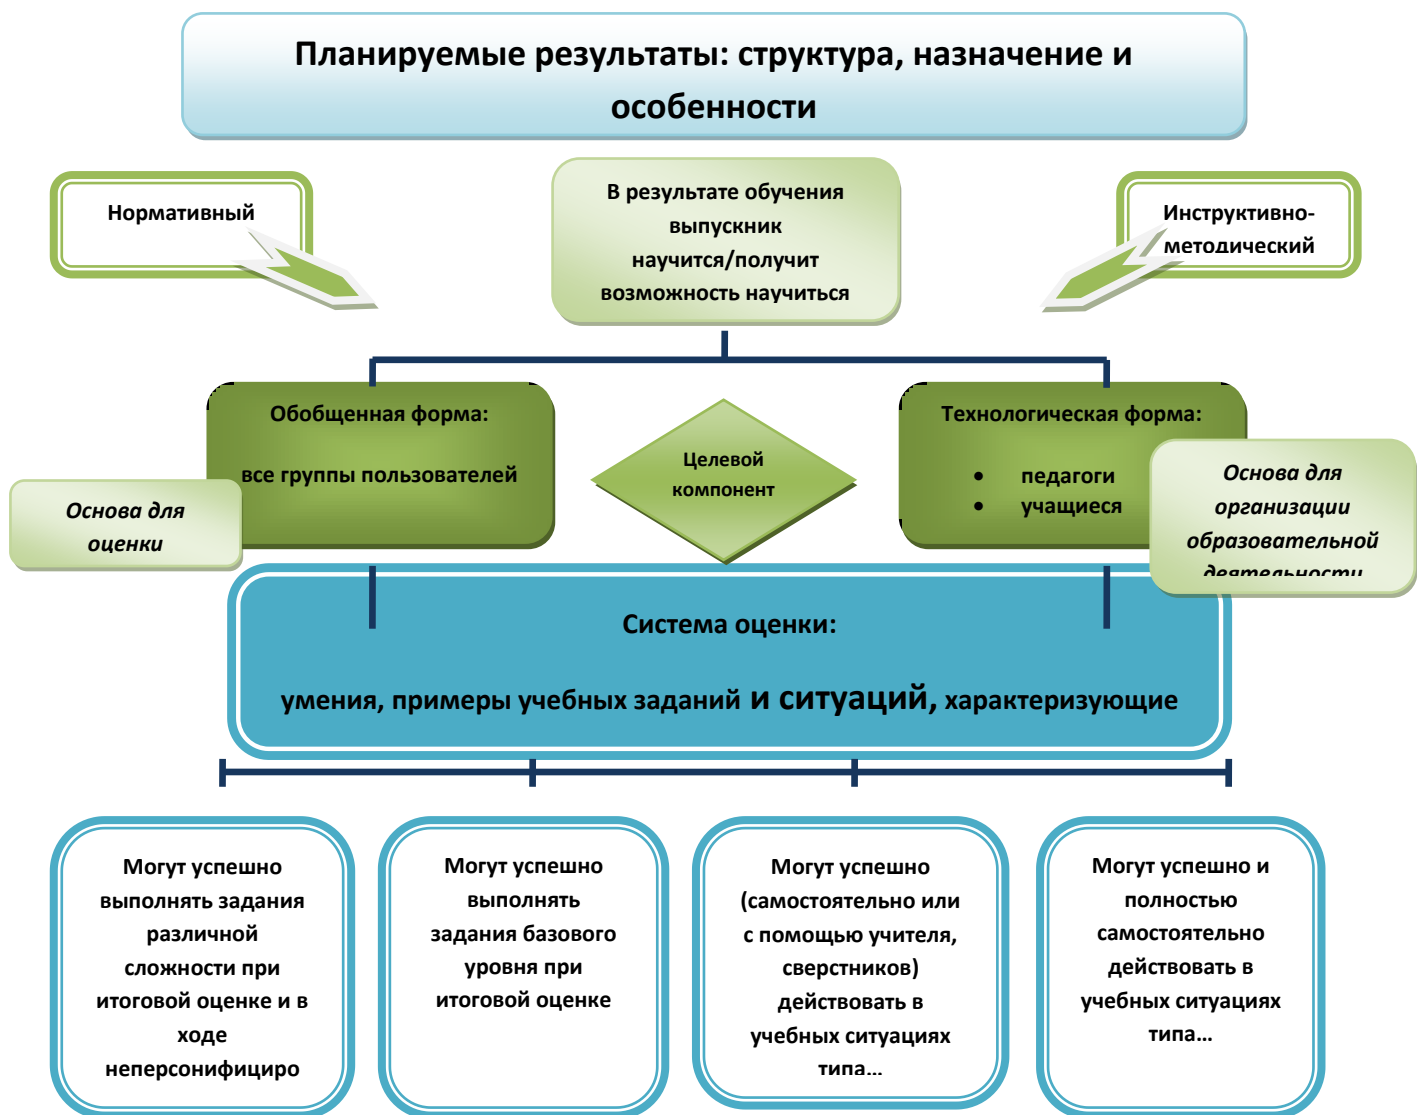 Планируемые результаты: структура, назначение и
особенности
Нормативный
В результате обучения
выпускник
научится/получит
возможность научиться
Инструктивно-
методический
Обобщенная форма:
все группы пользователей
Основа для
оценки
Целевой
компонент
Технологическая форма:
• педагоги
• учащиеся
Основа для
организации
образовательной
деятельности
Система оценки:
умения, примеры учебных заданий и ситуаций, характеризующие
Могут успешно
выполнять задания
различной
сложности при
итоговой оценке и в
ходе
неперсонифициро
Могут успешно
выполнять
задания базового
уровня при
итоговой оценке
Могут успешно
(самостоятельно или
с помощью учителя,
сверстников)
действовать в
учебных ситуациях
типа…
Могут успешно и
полностью
самостоятельно
действовать в
учебных ситуациях
типа…